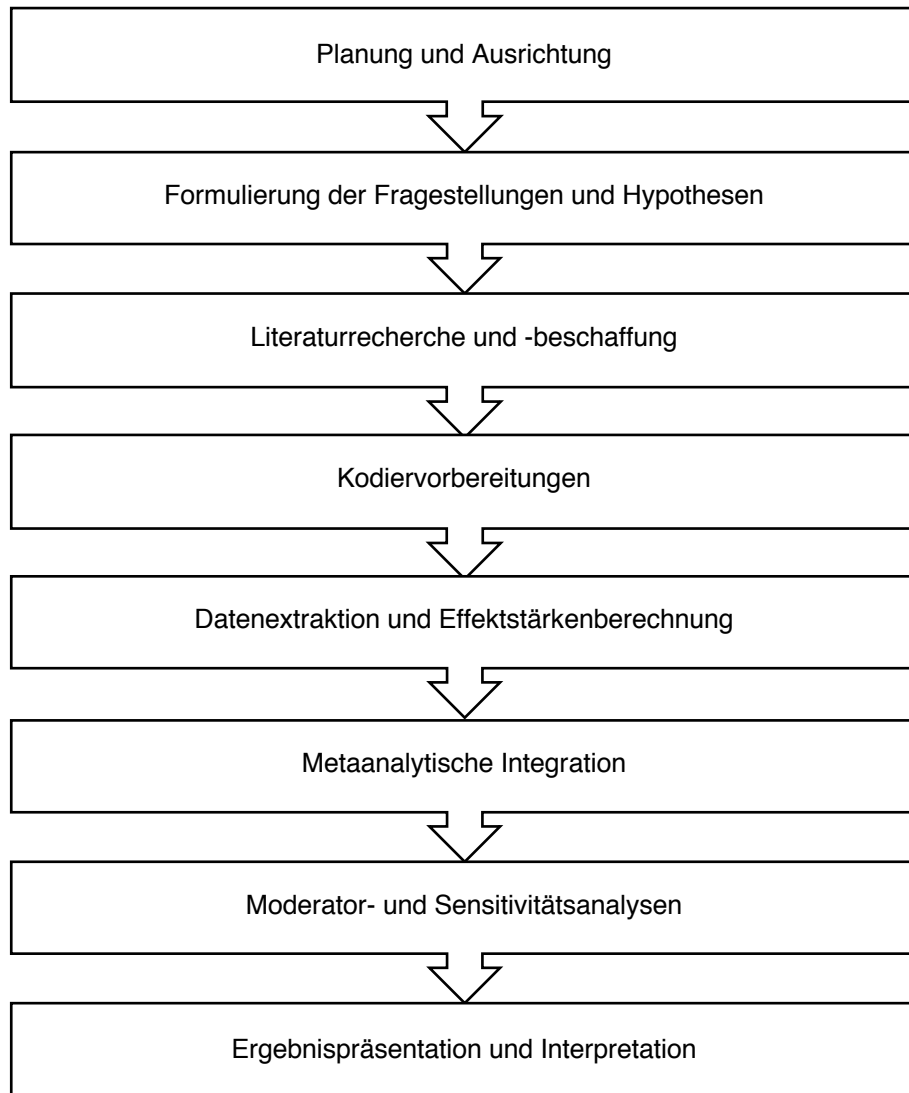 Planung und Ausrichtung
Formulierung der Fragestellungen und Hypothesen
Literaturrecherche und -beschaffung
Kodiervorbereitungen
Datenextraktion und Effektstärkenberechnung
Metaanalytische Integration
Moderator- und Sensitivitätsanalysen
Ergebnispräsentation und Interpretation